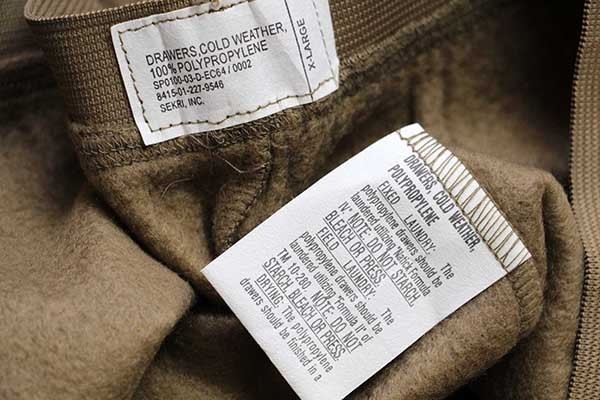 DRAWERS, COLD WEATHER,
100% POLYPROPYLENE
SP0100-03-D-EC64 / 0002
8415-01-227-9546
SEKRI, INC.
X-LARGE
DRAWERS, COLD WEATHER,
POLYPROPYLENE
FIXED LAUNDRY: The
polypropylene drawers should be
laundered utilizing "Navick Formula
IV. NOTE: DO NOT STARCH,
BLEACH OR PRESS.
FIELD LAUNDRY: The
polypropylene drawers should be
laundered utilizing "Formula II" of
TM 10-280. NOTE: DO NOT
STARCH, BLEACH OR PRESS.
DRYING: The polypropylene
drawers should be finished in a